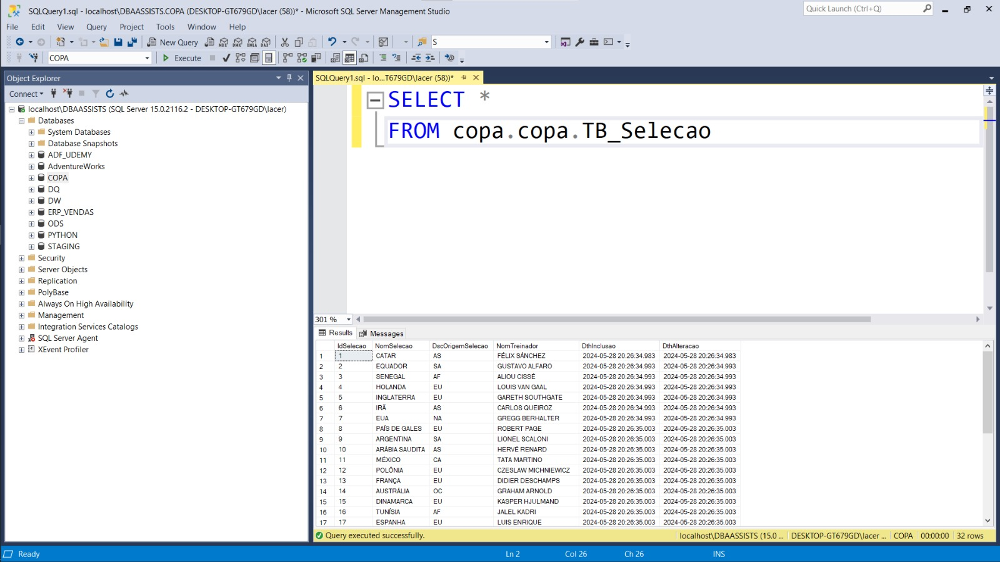 SQLQuery1.sql - localhost\DBAASSISTS.COPA (DESKTOP-GT679GD\lacer (58))* - Microsoft SQL Server Management Studio
Quick Launch (Ctrl+Q)
File Edit View Query Project Tools Window Help
New Query MDX DMX XMLA DAX S
COPA Execute
Object Explorer
Connect
localhost\DBAASSISTS (SQL Server 15.0.2116.2 - DESKTOP-GT679GD\lacer)
Databases
System Databases
Database Snapshots
ADF_UDEMY
AdventureWorks
COPA
DQ
DW
ERP_VENDAS
ODS
PYTHON
STAGING
Security
Server Objects
Replication
PolyBase
Always On High Availability
Management
Integration Services Catalogs
SQL Server Agent
XEvent Profiler
SQLQuery1.sql - lo...T679GD\lacer (58))*
SELECT *
FROM copa.copa.TB_Selecao
301 %
Results Messages
IdSelecao NomSelecao DscOrigemSelecao NomTreinador DthInclusao DthAlteracao
1 1 CATAR AS FÉLIX SÁNCHEZ 2024-05-28 20:26:34.983 2024-05-28 20:26:34.983
2 2 EQUADOR SA GUSTAVO ALFARO 2024-05-28 20:26:34.993 2024-05-28 20:26:34.993
3 3 SENEGAL AF ALIOU CISSÉ 2024-05-28 20:26:34.993 2024-05-28 20:26:34.993
4 4 HOLANDA EU LOUIS VAN GAAL 2024-05-28 20:26:34.993 2024-05-28 20:26:34.993
5 5 INGLATERRA EU GARETH SOUTHGATE 2024-05-28 20:26:34.993 2024-05-28 20:26:34.993
6 6 IRÃ AS CARLOS QUEIROZ 2024-05-28 20:26:34.993 2024-05-28 20:26:34.993
7 7 EUA NA GREGG BERHALTER 2024-05-28 20:26:34.993 2024-05-28 20:26:34.993
8 8 PAÍS DE GALES EU ROBERT PAGE 2024-05-28 20:26:35.003 2024-05-28 20:26:35.003
9 9 ARGENTINA SA LIONEL SCALONI 2024-05-28 20:26:35.003 2024-05-28 20:26:35.003
10 10 ARÁBIA SAUDITA AS HERVÉ RENARD 2024-05-28 20:26:35.003 2024-05-28 20:26:35.003
11 11 MÉXICO CA TATA MARTINO 2024-05-28 20:26:35.003 2024-05-28 20:26:35.003
12 12 POLÔNIA EU CZESLAW MICHNIEWICZ 2024-05-28 20:26:35.003 2024-05-28 20:26:35.003
13 13 FRANÇA EU DIDIER DESCHAMPS 2024-05-28 20:26:35.003 2024-05-28 20:26:35.003
14 14 AUSTRÁLIA OC GRAHAM ARNOLD 2024-05-28 20:26:35.003 2024-05-28 20:26:35.003
15 15 DINAMARCA EU KASPER HJULMAND 2024-05-28 20:26:35.003 2024-05-28 20:26:35.003
16 16 TUNÍSIA AF JALEL KADRI 2024-05-28 20:26:35.003 2024-05-28 20:26:35.003
17 17 ESPANHA EU LUIS ENRIQUE 2024-05-28 20:26:35.003 2024-05-28 20:26:35.003
Query executed successfully. localhost\DBAASSISTS (15.0 ... DESKTOP-GT679GD\lacer ... COPA 00:00:00 32 rows
Ready Ln 2 Col 26 Ch 26 INS